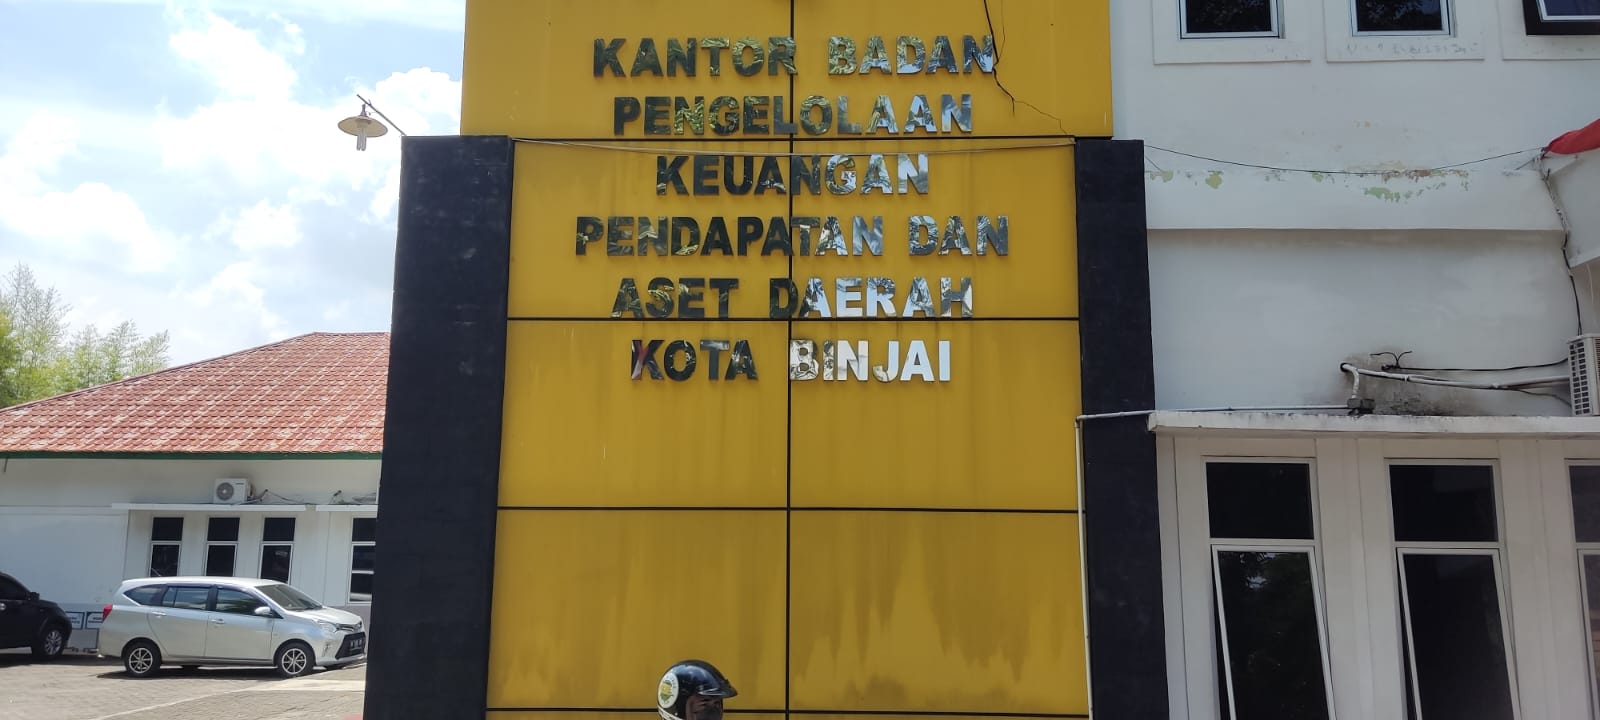 KANTOR BADAN
PENGELOLAAN
KEUANGAN
PENDAPATAN DAN
ASET DAERAH
KOTA BINJAI